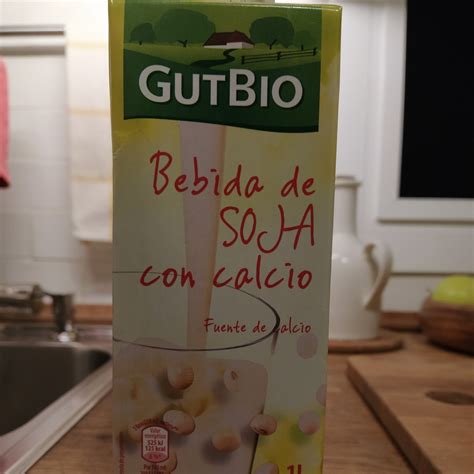 GUTBIO
Bebida de
SOJA
con calcio
Fuente de calcio
1l